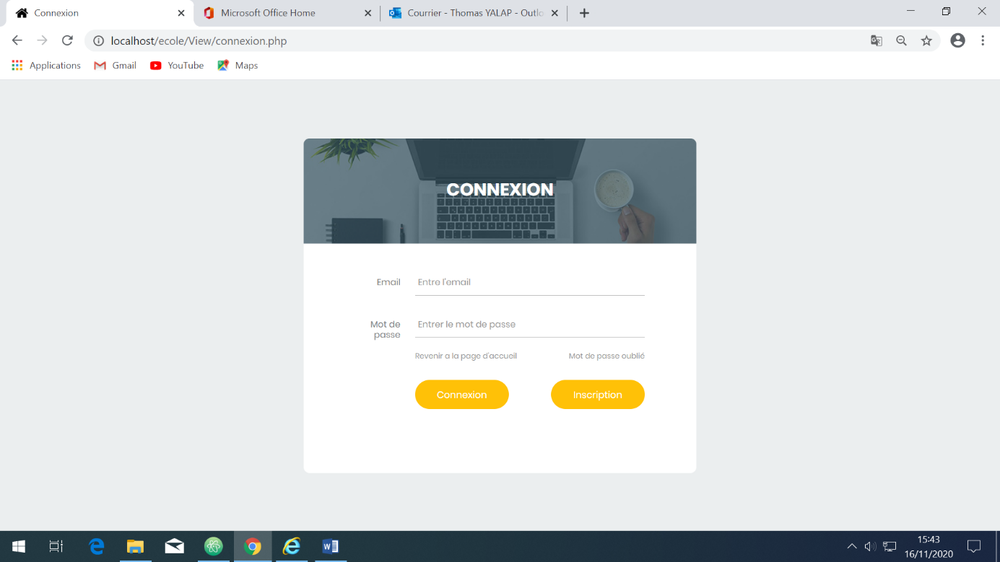 Connexion
Microsoft Office Home
Courrier - Thomas YALAP - Outlo
localhost/ecole/View/connexion.php
Applications
Gmail
YouTube
Maps
CONNEXION
Email
Entre l'email
Mot de
passe
Entrer le mot de passe
Revenir a la page d'accueil
Mot de passe oublié
Connexion
Inscription
15:43
16/11/2020